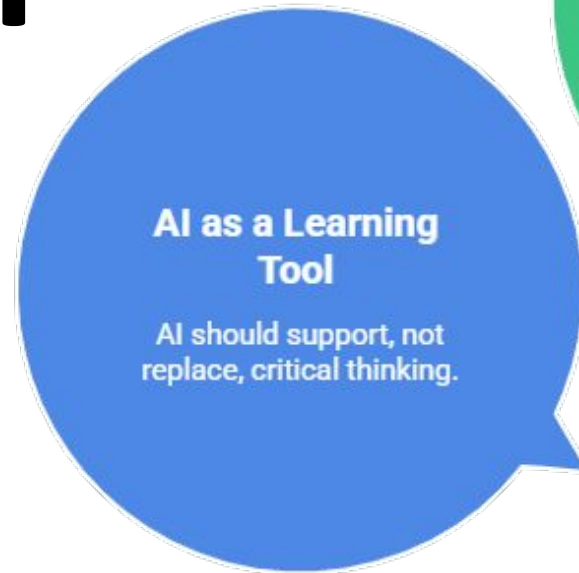 AI as a Learning
Tool
AI should support, not
replace, critical thinking.